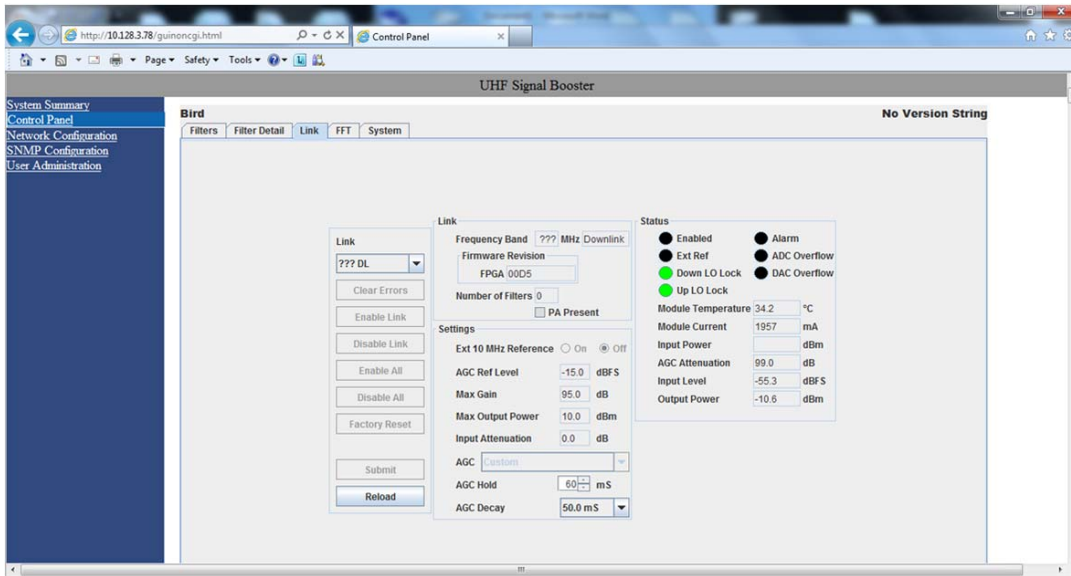 http://10.128.3.78/guinoncgi.html
Control Panel
Page Safety Tools
UHF Signal Booster
System Summary
Control Panel
Network Configuration
SNMP Configuration
User Administration
Bird
No Version String
Filters Filter Detail Link FFT System
Link
??? DL
Clear Errors
Enable Link
Disable Link
Enable All
Disable All
Factory Reset
Submit
Reload
Link
Frequency Band ??? MHz Downlink
Firmware Revision
FPGA 00D5
Number of Filters 0
PA Present
Settings
Ext 10 MHz Reference On Off
AGC Ref Level -15.0 dBFS
Max Gain 95.0 dB
Max Output Power 10.0 dBm
Input Attenuation 0.0 dB
AGC Custom
AGC Hold 60 mS
AGC Decay 50.0 mS
Status
Enabled Alarm
Ext Ref ADC Overflow
Down LO Lock DAC Overflow
Up LO Lock
Module Temperature 34.2 °C
Module Current 1957 mA
Input Power dBm
AGC Attenuation 99.0 dB
Input Level -55.3 dBFS
Output Power -10.6 dBm